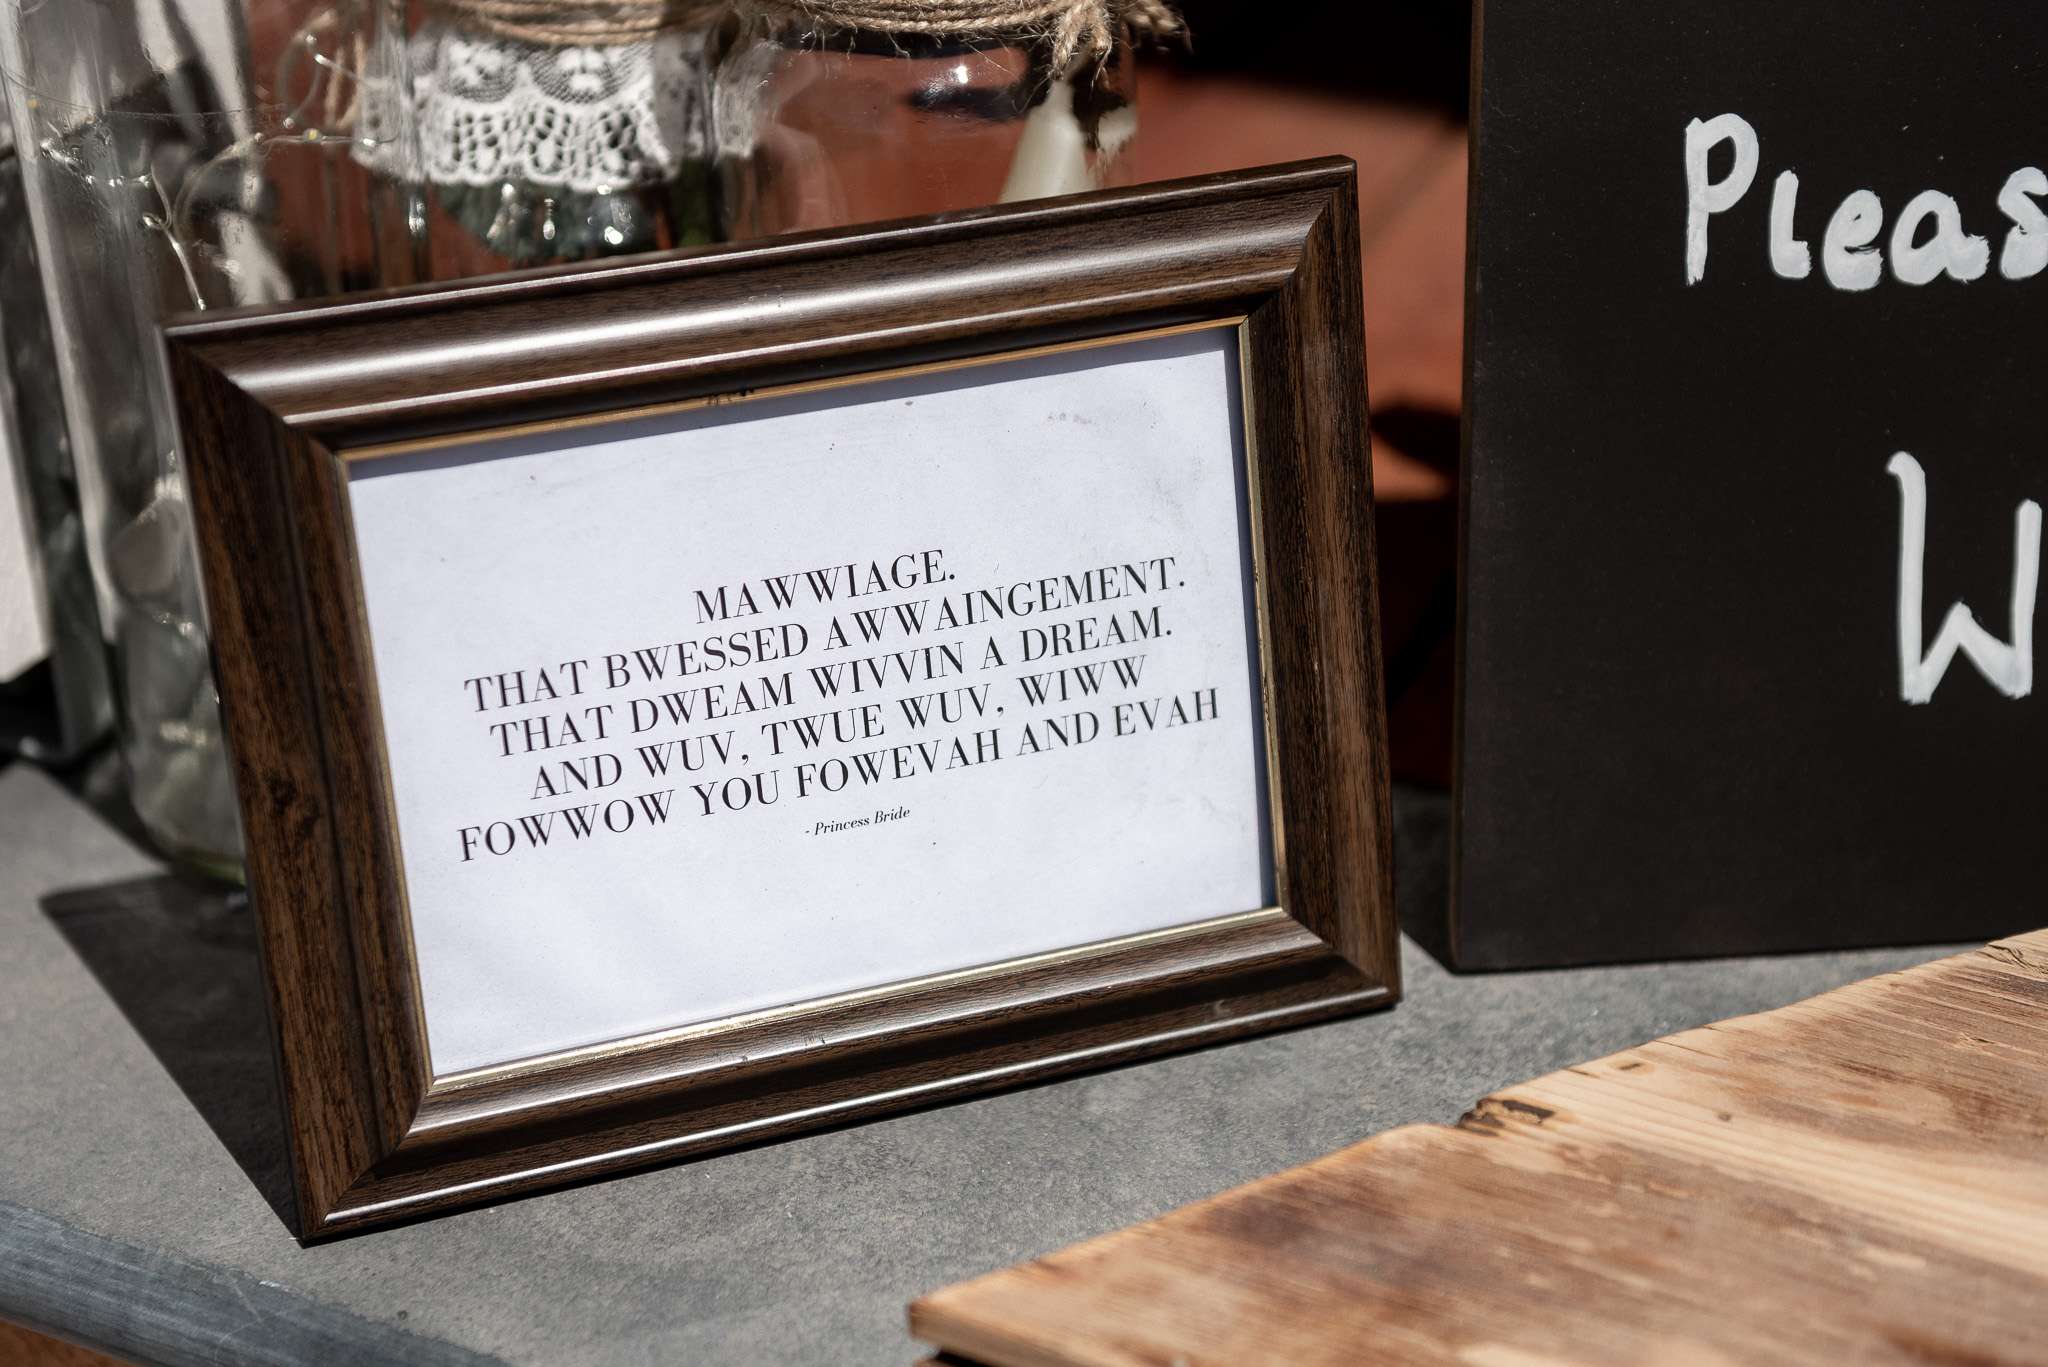 MAWWIAGE.
THAT BWESSED AWWAINGEMENT.
THAT DWEAM WIVVIN A DREAM.
AND WUV, TWUE WUV, WIWW
FOWWOW YOU FOWEVAH AND EVAH
- Princess Bride
Pleas
W